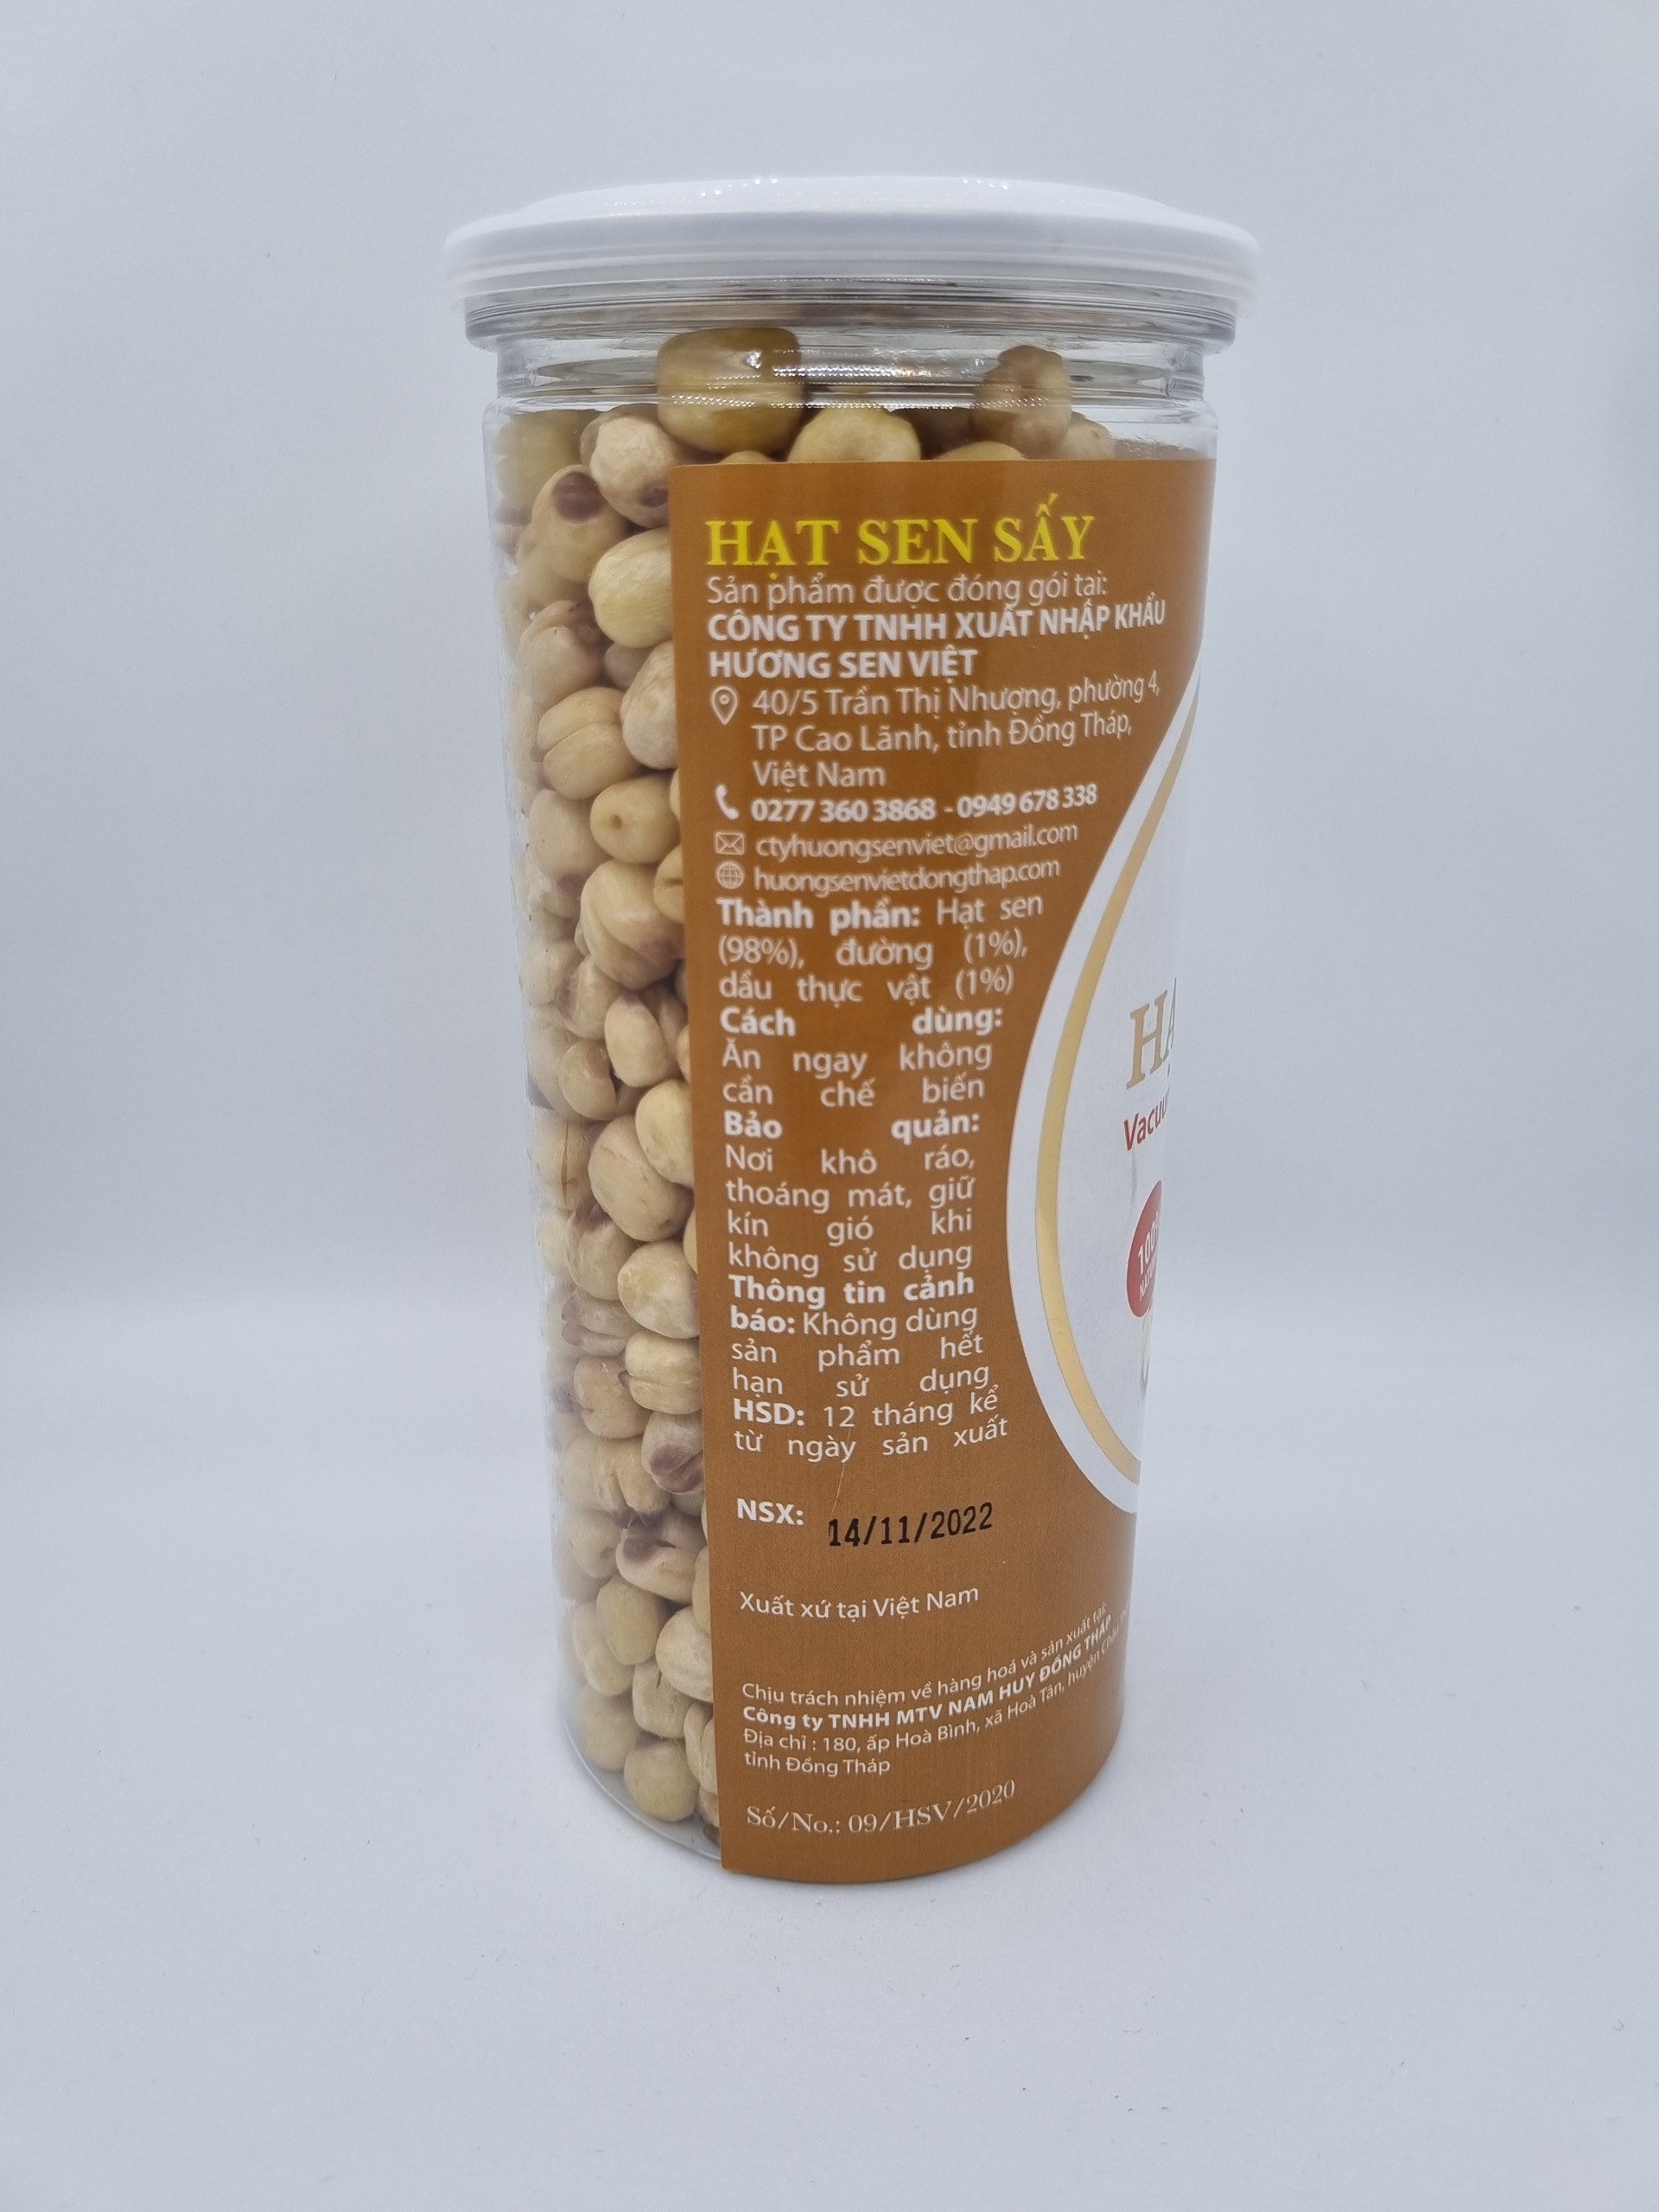 HẠT SEN SẤY
Sản phẩm được đóng gói tại:
CÔNG TY TNHH XUẤT NHẬP KHẨU
HƯƠNG SEN VIỆT
40/5 Trần Thị Nhượng, phường 4,
TP Cao Lãnh, tỉnh Đồng Tháp,
Việt Nam
0277 360 3868 - 0949 678 338
ctyhuongsenviet@gmail.com
huongsenvietdongthap.com
Thành phần: Hạt sen
(98%), đường (1%),
dầu thực vật (1%)
Cách dùng:
Ăn ngay không
cần chế biến
Bảo quản:
Nơi khô ráo,
thoáng mát, giữ
kín gió khi
không sử dụng
Thông tin cảnh
báo: Không dùng
sản phẩm hết
hạn sử dụng
HSD: 12 tháng kể
từ ngày sản xuất
NSX: 14/11/2022
Xuất xứ tại Việt Nam
Chịu trách nhiệm về hàng hoá và sản xuất tại:
Công ty TNHH MTV NAM HUY ĐỒNG THÁP
Địa chỉ : 180, ấp Hoà Bình, xã Hoà Tân, huyện Châu
tỉnh Đồng Tháp
Số/No.: 09/HSV/2020